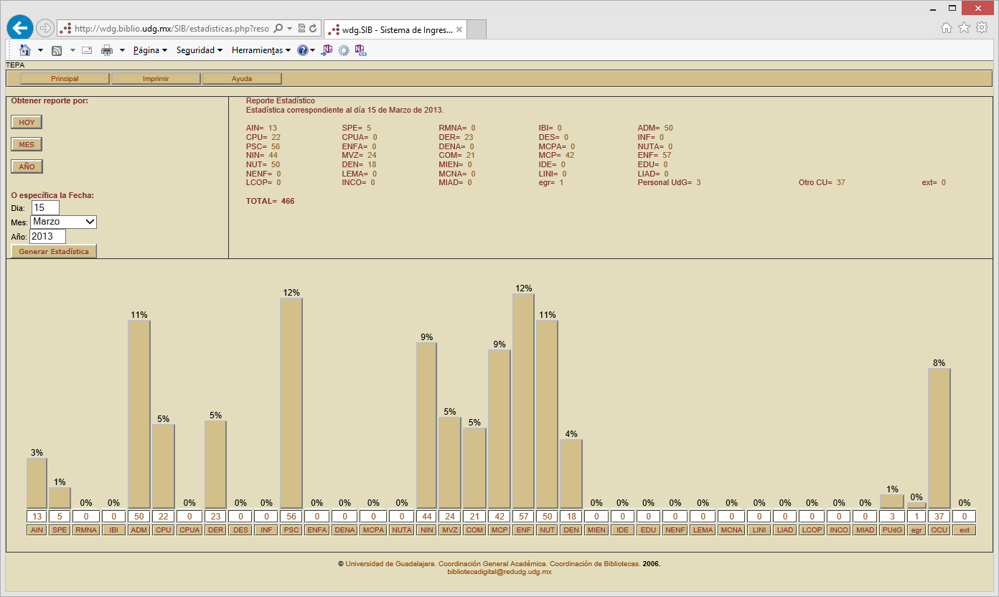 http://wdg.biblio.udg.mx/SIB/estadisticas.php?reso
wdg.SIB - Sistema de Ingres...
Página Seguridad Herramientas
TEPA
Principal Imprimir Ayuda
Obtener reporte por:
HOY
MES
AÑO
O específica la Fecha:
Dia: 15
Mes: Marzo
Año: 2013
Generar Estadística
Reporte Estadístico
Estadística correspondiente al día 15 de Marzo de 2013.
AIN= 13 SPE= 5 RMNA= 0 IBI= 0 ADM= 50
CPU= 22 CPUA= 0 DER= 23 DES= 0 INF= 0
PSC= 56 ENFA= 0 DENA= 0 MCPA= 0 NUTA= 0
NIN= 44 MVZ= 24 COM= 21 MCP= 42 ENF= 57
NUT= 50 DEN= 18 MIEN= 0 IDE= 0 EDU= 0
NENF= 0 LEMA= 0 MCNA= 0 LINI= 0 LIAD= 0
LCOP= 0 INCO= 0 MIAD= 0 egr= 1 Personal UdG= 3 Otro CU= 37 ext= 0
TOTAL= 466
3% 1% 0% 0% 11% 5% 0% 5% 0% 0% 12% 0% 0% 0% 0% 9% 5% 5% 9% 12% 11% 4% 0% 0% 0% 0% 0% 0% 0% 0% 0% 0% 0% 1% 0% 8% 0%
13 5 0 0 50 22 0 23 0 0 56 0 0 0 0 44 24 21 42 57 50 18 0 0 0 0 0 0 0 0 0 0 0 3 1 37 0
AIN SPE RMNA IBI ADM CPU CPUA DER DES INF PSC ENFA DENA MCPA NUTA NIN MVZ COM MCP ENF NUT DEN MIEN IDE EDU NENF LEMA MCNA LINI LIAD LCOP INCO MIAD PUdG egr OCU ext
© Universidad de Guadalajara. Coordinación General Académica. Coordinación de Bibliotecas. 2006.
bibliotecadigital@redudg.udg.mx